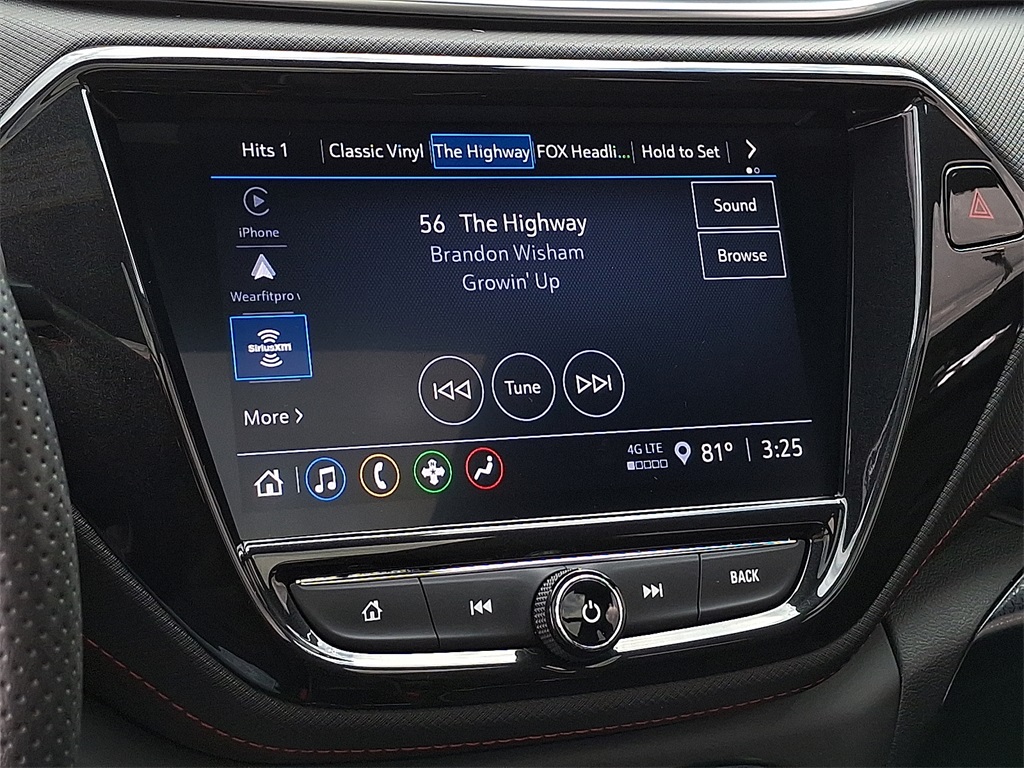 Hits 1
Classic Vinyl
The Highway
FOX Headli...
Hold to Set
iPhone
Wearfitpro
SiriusXM
More
56 The Highway
Brandon Wisham
Growin' Up
Sound
Browse
Tune
4G LTE
81°
3:25
BACK